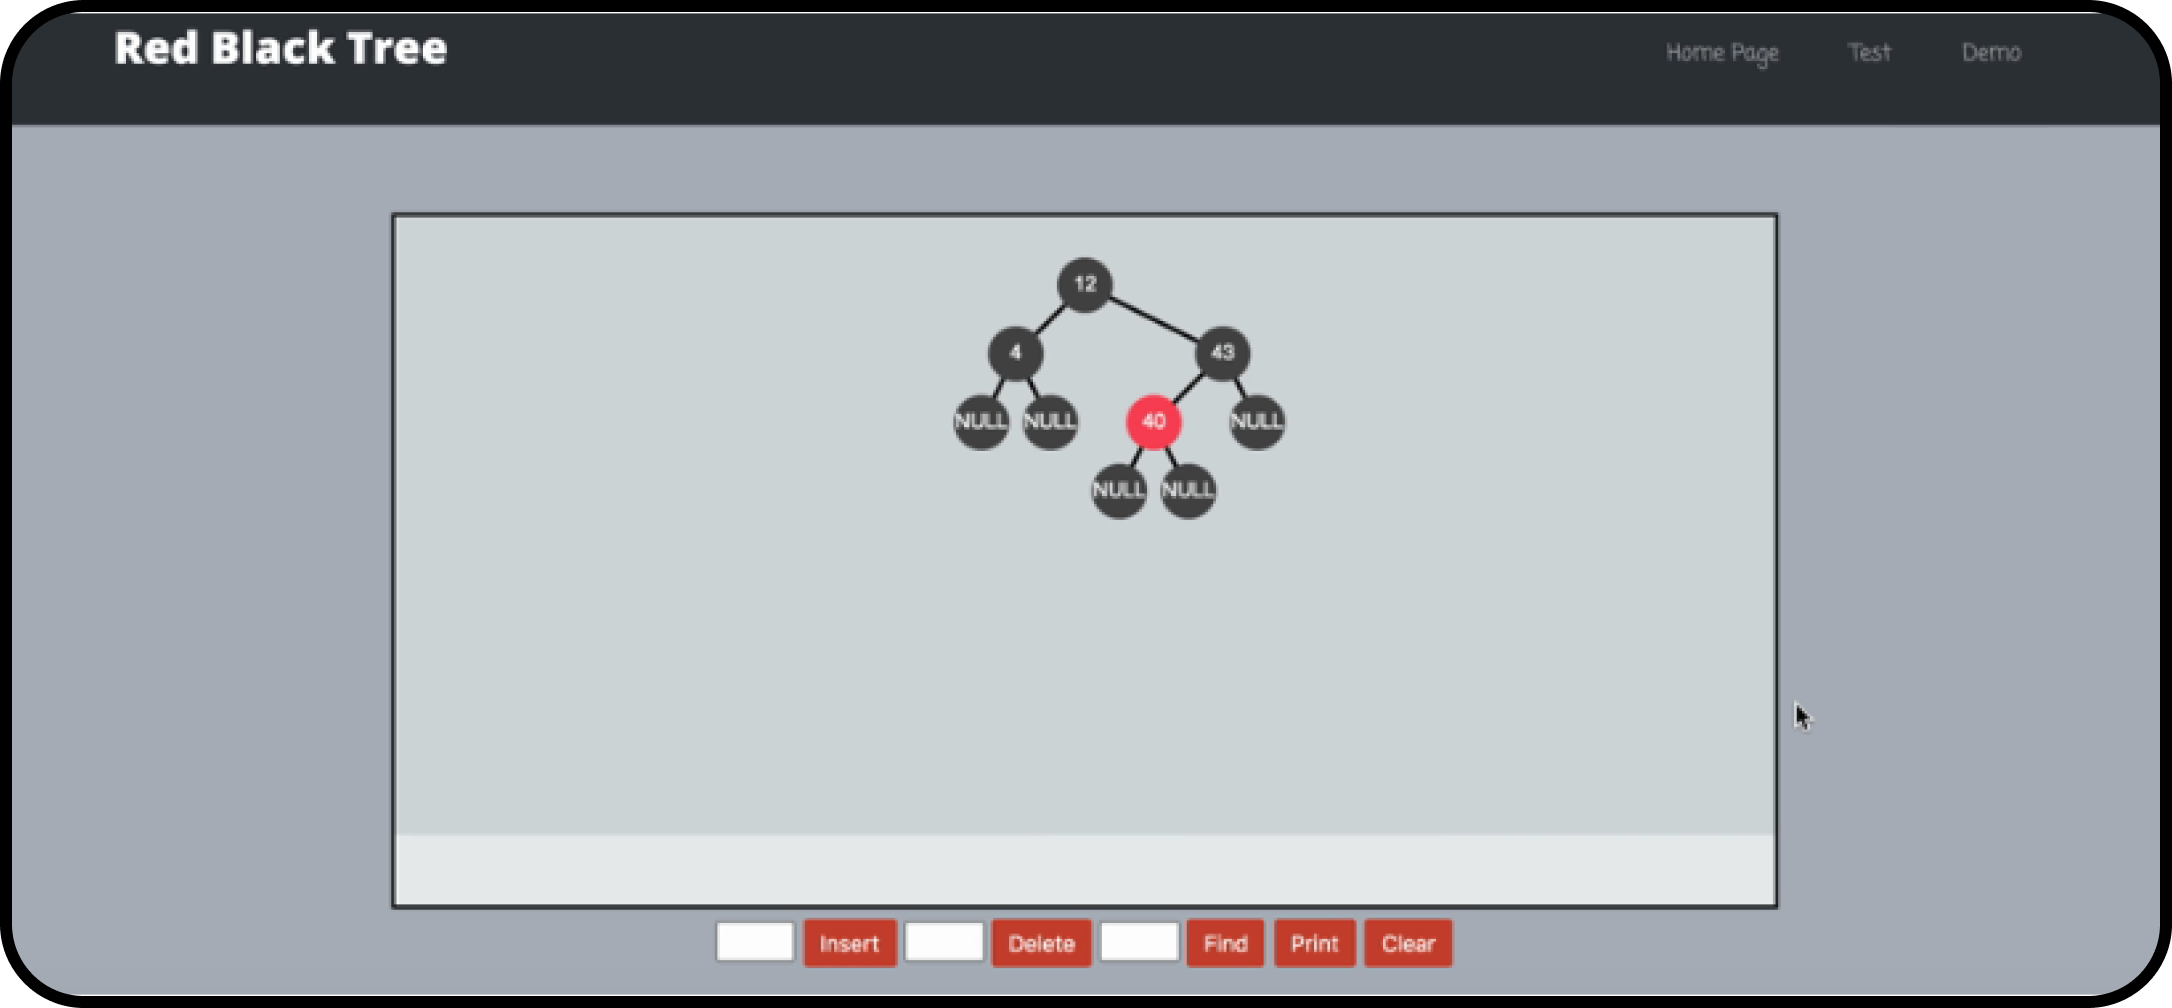 Red Black Tree
Home Page Test Demo
12
4 43
NULL NULL 40 NULL
NULL NULL
Insert Delete Find Print Clear